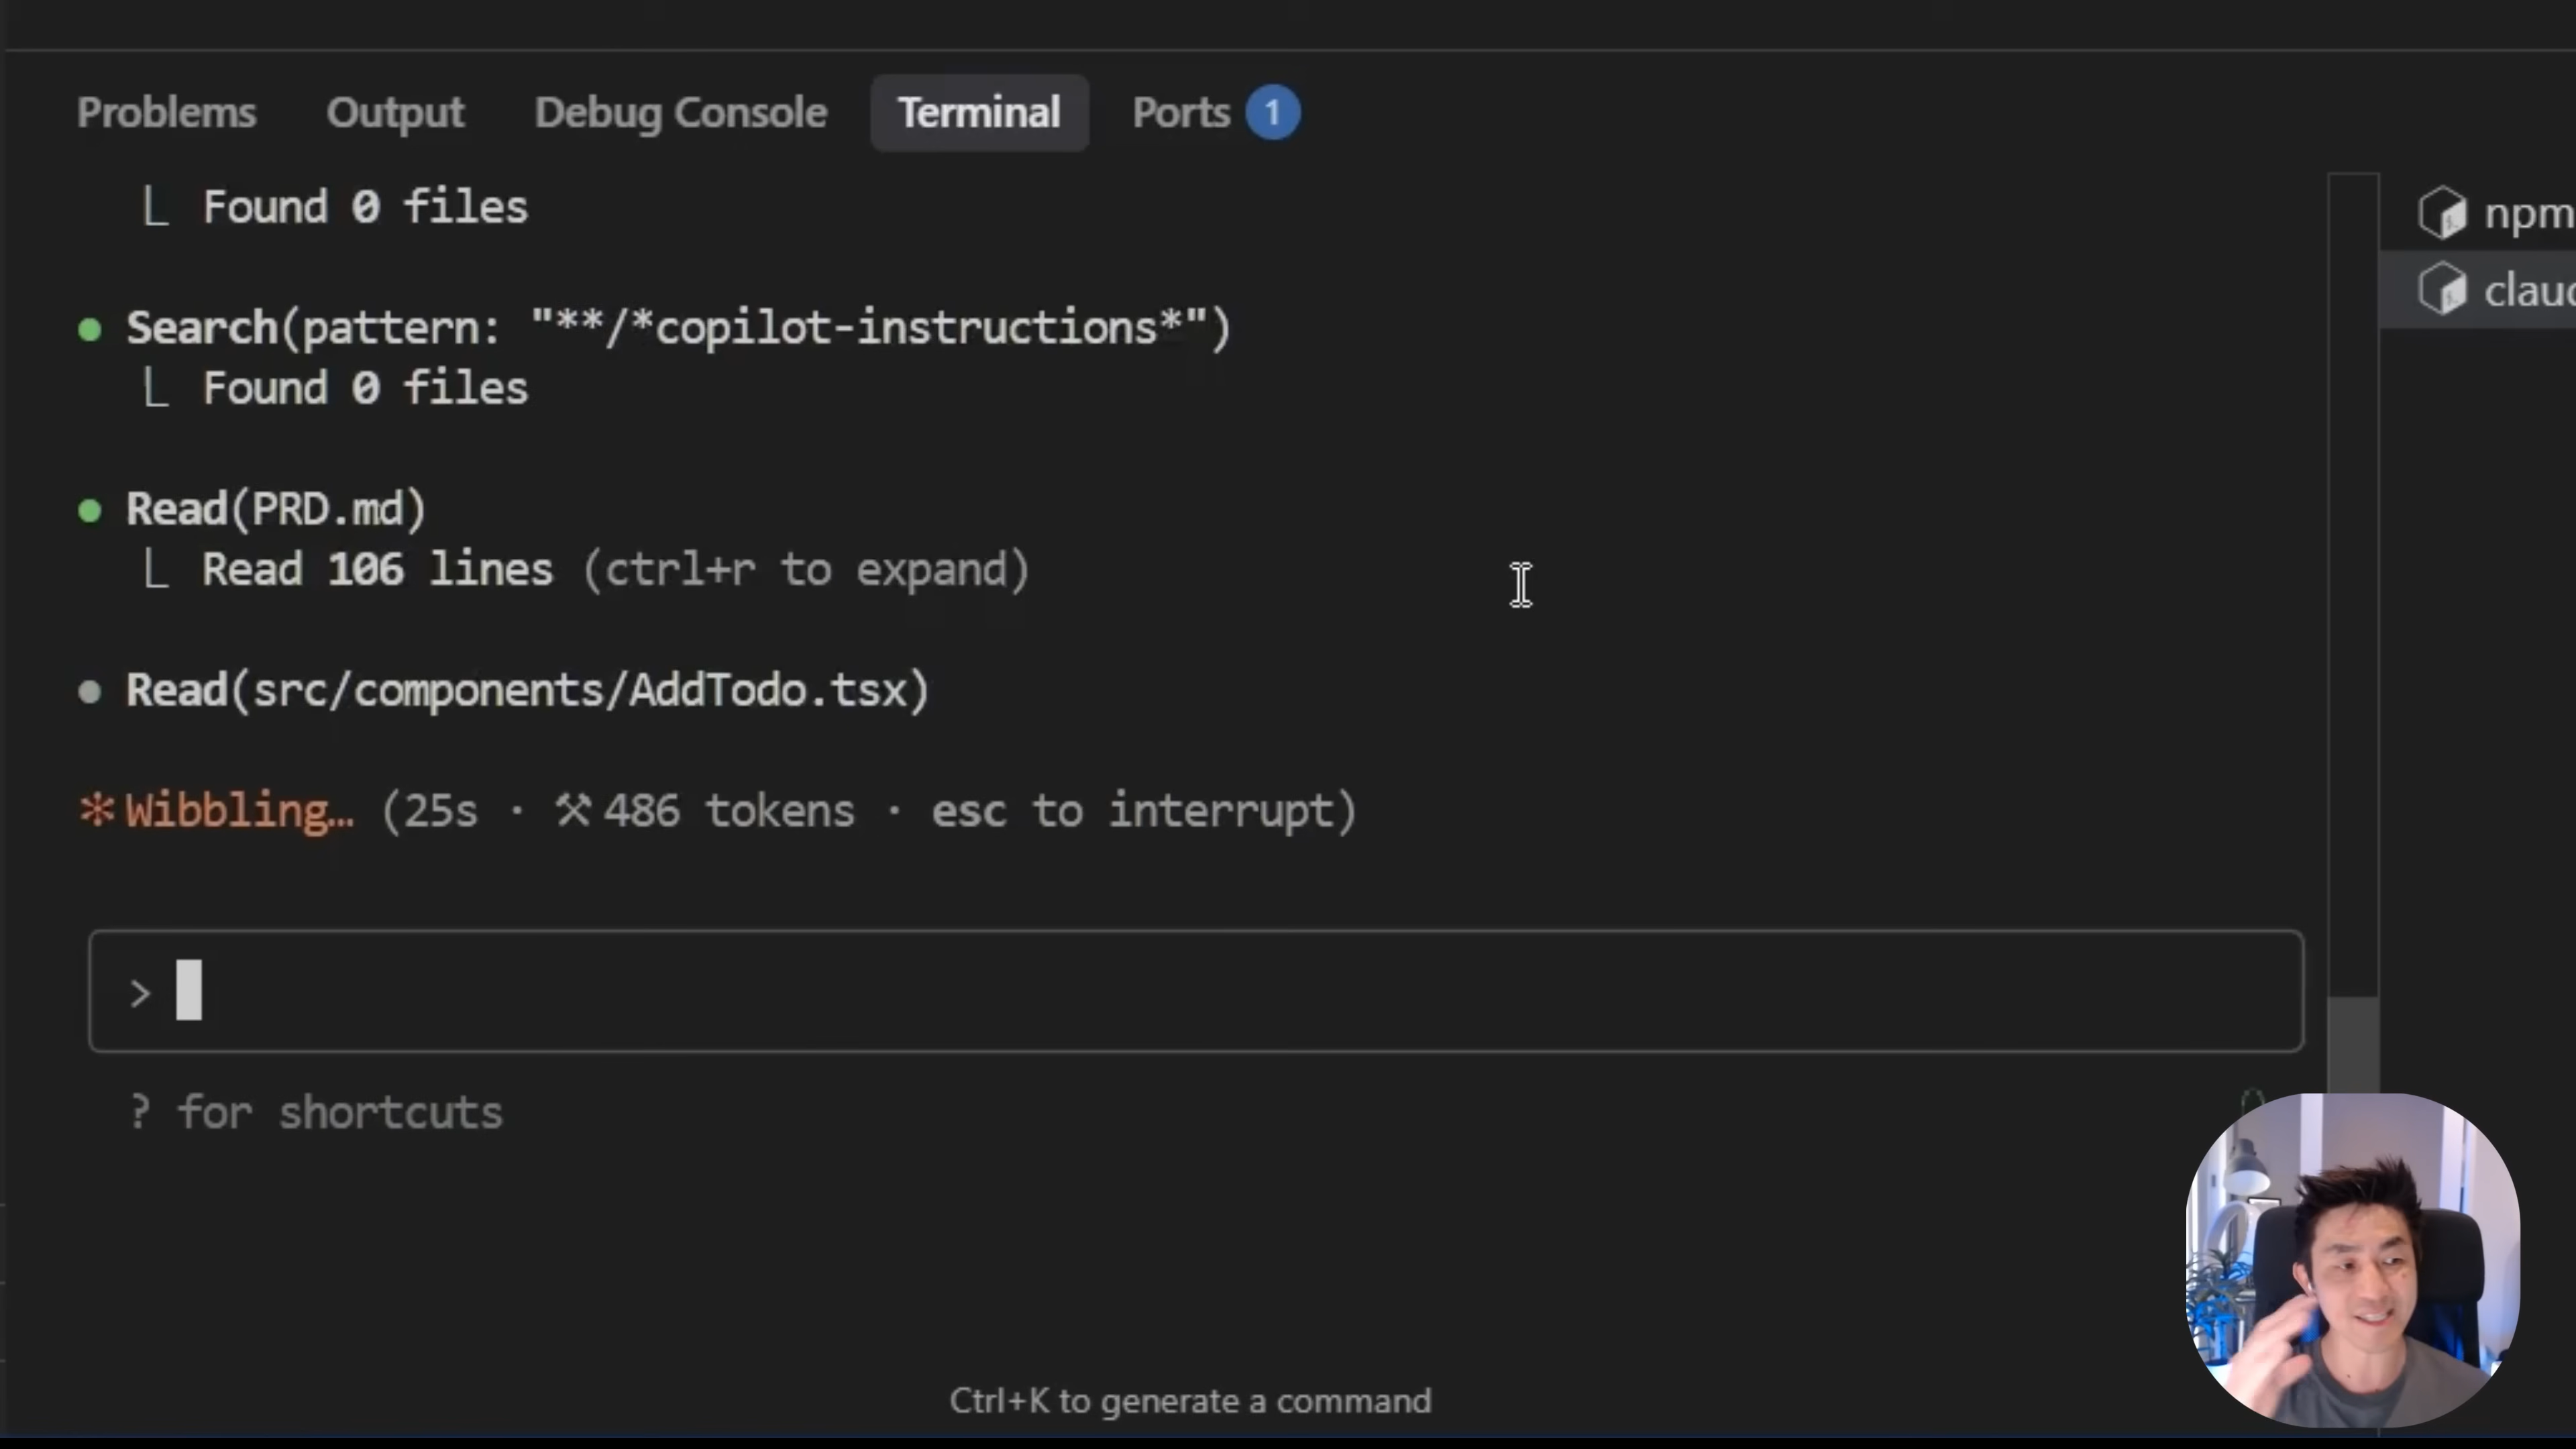 Problems Output Debug Console Terminal Ports 1
Found 0 files
Search(pattern: "**/*copilot-instructions*")
Found 0 files
Read(PRD.md)
Read 106 lines (ctrl+r to expand)
Read(src/components/AddTodo.tsx)
Wibbling… (25s · ⚒ 486 tokens · esc to interrupt)
>
? for shortcuts
Ctrl+K to generate a command
npm
claud